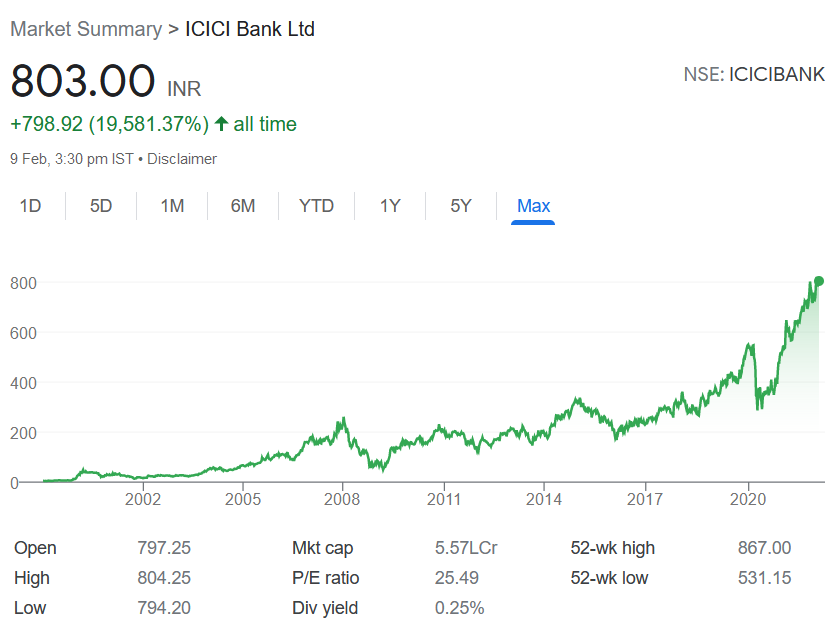 Market Summary > ICICI Bank Ltd
803.00 INR
NSE: ICICIBANK
+798.92 (19,581.37%) ↑ all time
9 Feb, 3:30 pm IST • Disclaimer
1D 5D 1M 6M YTD 1Y 5Y Max
800
600
400
200
0
2002 2005 2008 2011 2014 2017 2020
Open 797.25 Mkt cap 5.57LCr 52-wk high 867.00
High 804.25 P/E ratio 25.49 52-wk low 531.15
Low 794.20 Div yield 0.25%